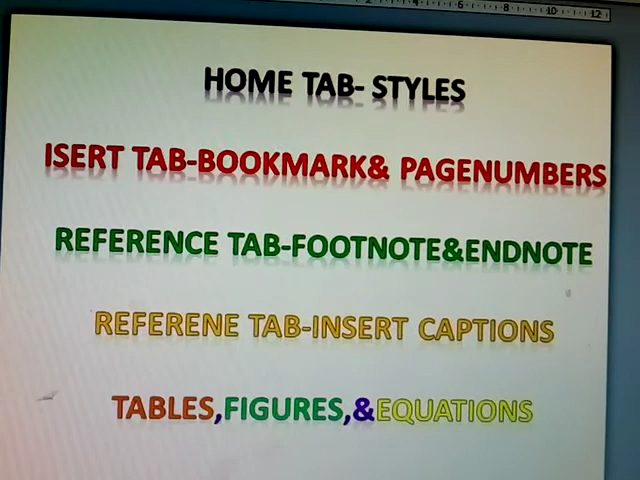 HOME TAB- STYLES
ISERT TAB-BOOKMARK& PAGENUMBERS
REFERENCE TAB-FOOTNOTE&ENDNOTE
REFERENE TAB-INSERT CAPTIONS
TABLES,FIGURES,&EQUATIONS